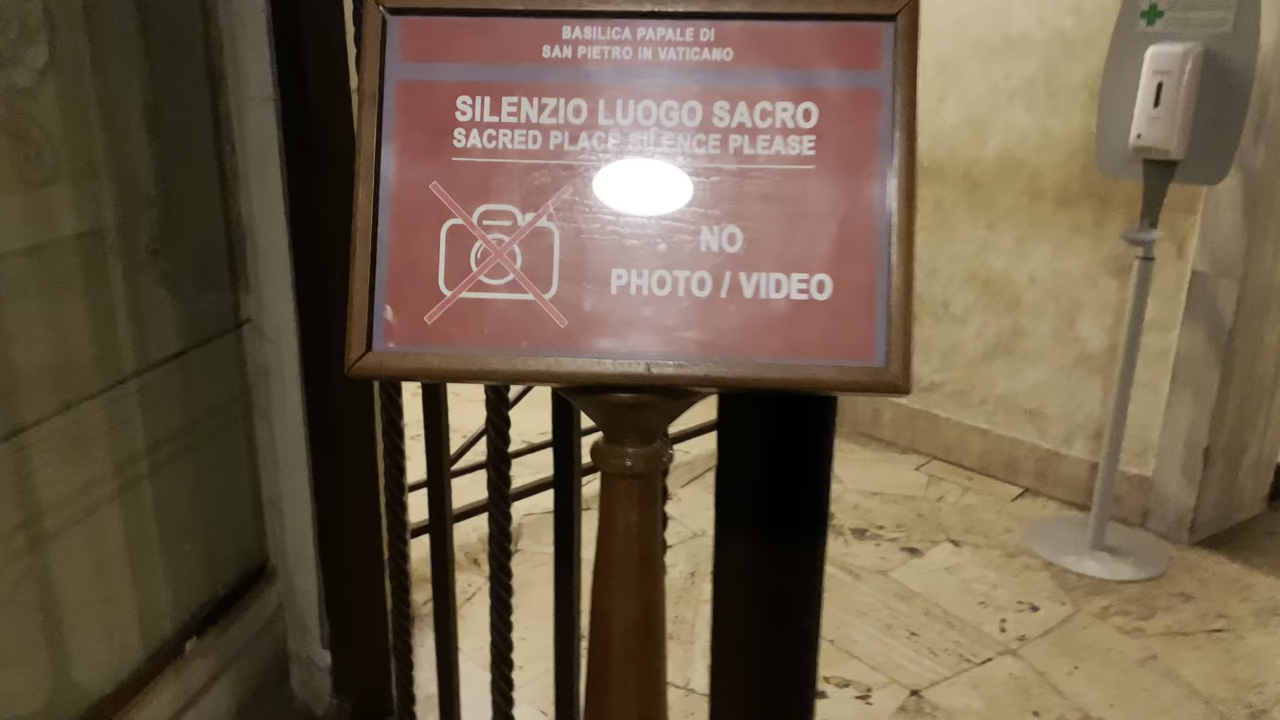 BASILICA PAPALE DI
SAN PIETRO IN VATICANO
SILENZIO LUOGO SACRO
SACRED PLACE SILENCE PLEASE
NO
PHOTO / VIDEO